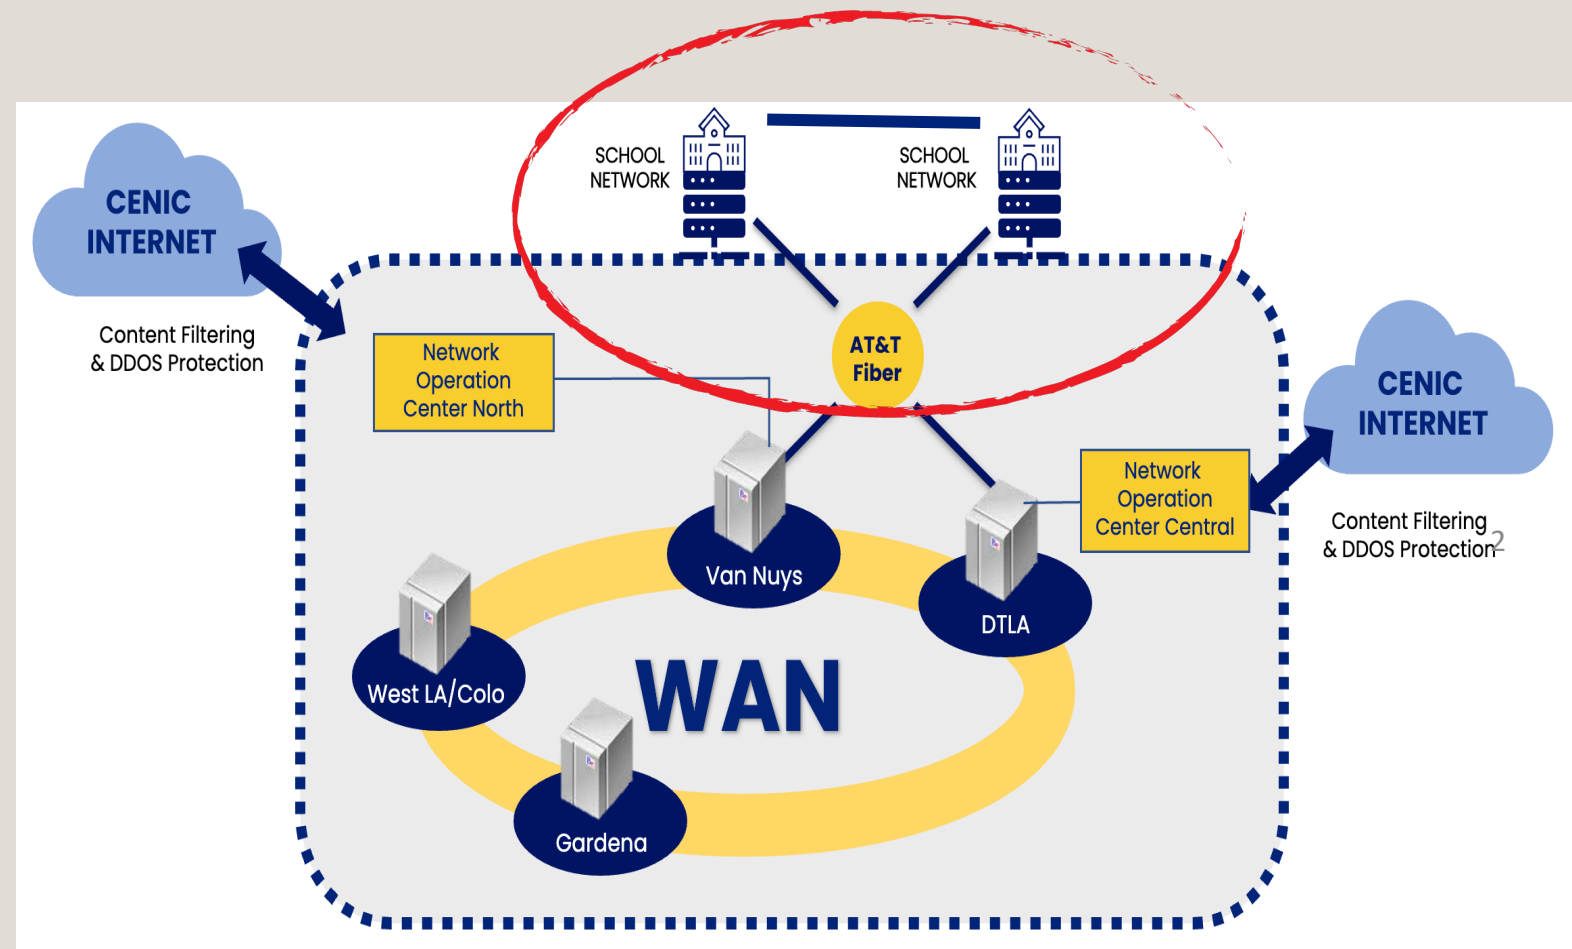 SCHOOL
NETWORK
SCHOOL
NETWORK
CENIC
INTERNET
Content Filtering
& DDOS Protection
Network
Operation
Center North
AT&T
Fiber
CENIC
INTERNET
Network
Operation
Center Central
Content Filtering
& DDOS Protection
2
Van Nuys
DTLA
West LA/Colo
WAN
Gardena